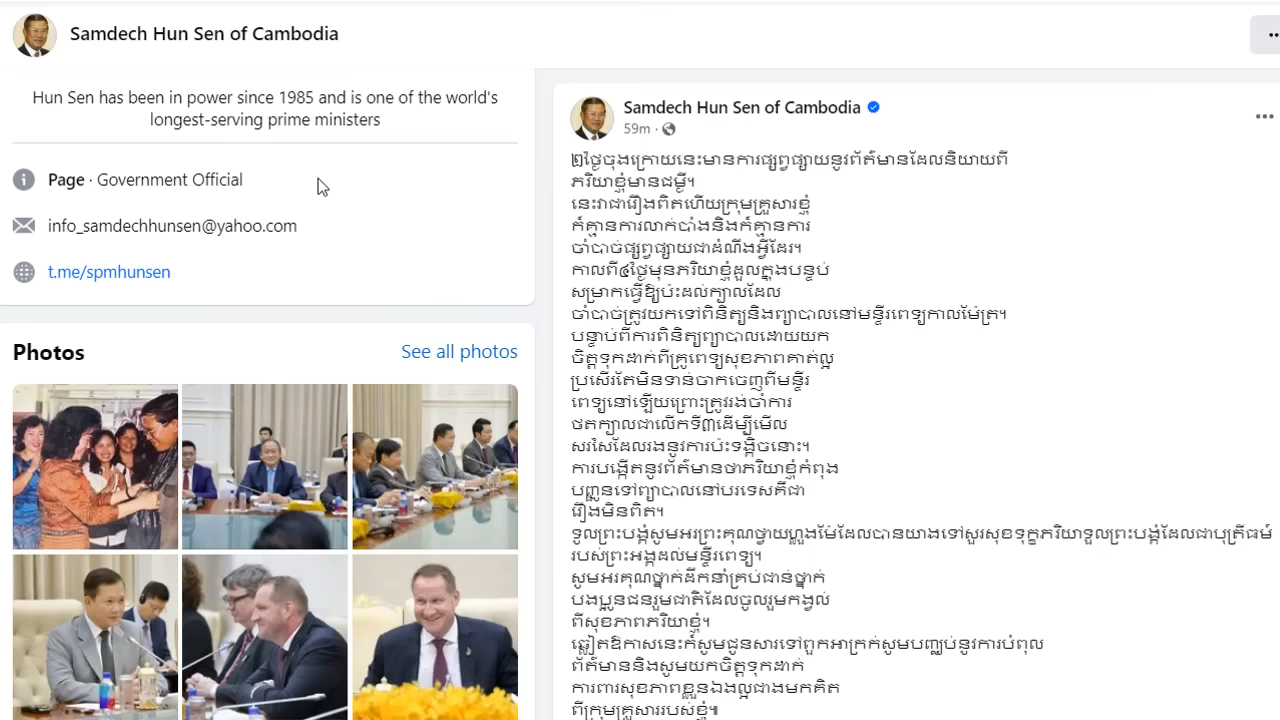 Samdech Hun Sen of Cambodia
Hun Sen has been in power since 1985 and is one of the world's
longest-serving prime ministers
Page · Government Official
info_samdechhunsen@yahoo.com
t.me/spmhunsen
Photos
See all photos
Samdech Hun Sen of Cambodia
59m ·
២ថ្ងៃចុងក្រោយនេះមានការផ្សព្វផ្សាយនូវព័ត៌មានដែលនិយាយពី
ភរិយាខ្ញុំមានជម្ងឺ។
នេះវាជារឿងពិតហើយក្រុមគ្រួសារខ្ញុំ
ក៏គ្មានការលាក់បាំងនិងក៏គ្មានការ
ចាំបាច់ផ្សព្វផ្សាយជាដំណឹងអ្វីដែរ។
កាលពី៤ថ្ងៃមុនភរិយាខ្ញុំដួលក្នុងបន្ទប់
សម្រាកធ្វើឱ្យប៉ះដល់ក្បាលដែល
ចាំបាច់ត្រូវយកទៅពិនិត្យនិងព្យាបាលនៅមន្ទីរពេទ្យកាលម៉ែត្រ។
បន្ទាប់ពីការពិនិត្យព្យាបាលដោយយក
ចិត្តទុកដាក់ពីគ្រូពេទ្យសុខភាពគាត់ល្អ
ប្រសើរតែមិនទាន់ចាកចេញពីមន្ទីរ
ពេទ្យនៅឡើយព្រោះត្រូវរង់ចាំការ
ថតក្បាលជាលើកទី៣ដើម្បីមើល
សរសៃដែលរងនូវការប៉ះទង្គិចនោះ។
ការបង្កើតនូវព័ត៌មានថាភរិយាខ្ញុំកំពុង
បញ្ជូនទៅព្យាបាលនៅបរទេសគឺជា
រឿងមិនពិត។
ទូលព្រះបង្គំសូមអរព្រះគុណថ្វាយហ្លួងម៉ែដែលបានយាងទៅសួរសុខទុក្ខភរិយាទូលព្រះបង្គំដែលជាបុត្រីធម៌
របស់ព្រះអង្គដល់មន្ទីរពេទ្យ។
សូមអរគុណថ្នាក់ដឹកនាំគ្រប់ជាន់ថ្នាក់
បងប្អូនជនរួមជាតិដែលចូលរួមកង្វល់
ពីសុខភាពភរិយាខ្ញុំ។
ឆ្លៀតឱកាសនេះក៏សូមជូនសារទៅពួកអាក្រក់សូមបញ្ឈប់នូវការបំពុល
ព័ត៌មាននិងសូមយកចិត្តទុកដាក់
ការពារសុខភាពខ្លួនឯងល្អជាងមកគិត
ពីក្រុមគ្រួសាររបស់ខ្ញុំ៕